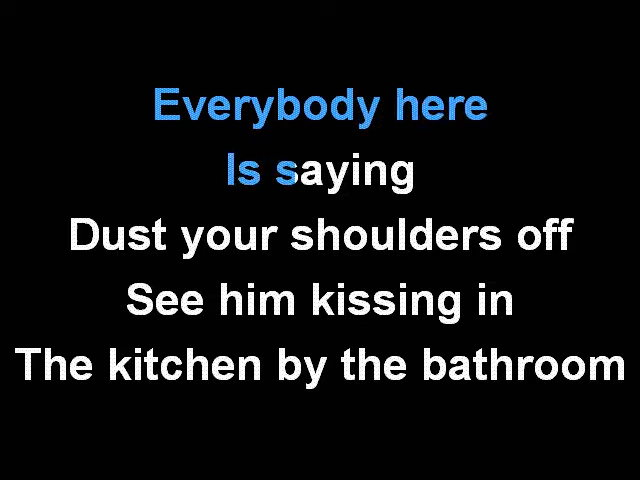 Everybody here
Is saying
Dust your shoulders off
See him kissing in
The kitchen by the bathroom